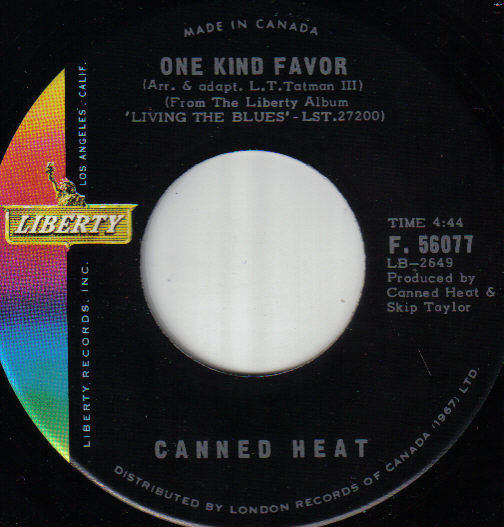 MADE IN CANADA
ONE KIND FAVOR
(Arr. & adapt. L.T.Tatman III)
(From The Liberty Album
'LIVING THE BLUES'-LST.27200)
LIBERTY RECORDS, INC. LOS ANGELES, CALIF.
LIBERTY
TIME 4:44
F. 56077
LB-2649
Produced by
Canned Heat &
Skip Taylor
CANNED HEAT
DISTRIBUTED BY LONDON RECORDS OF CANADA (1967) LTD.